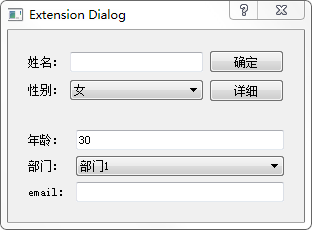 Extension Dialog
姓名: 确定
性别: 女 详细
年龄: 30
部门: 部门1
email: